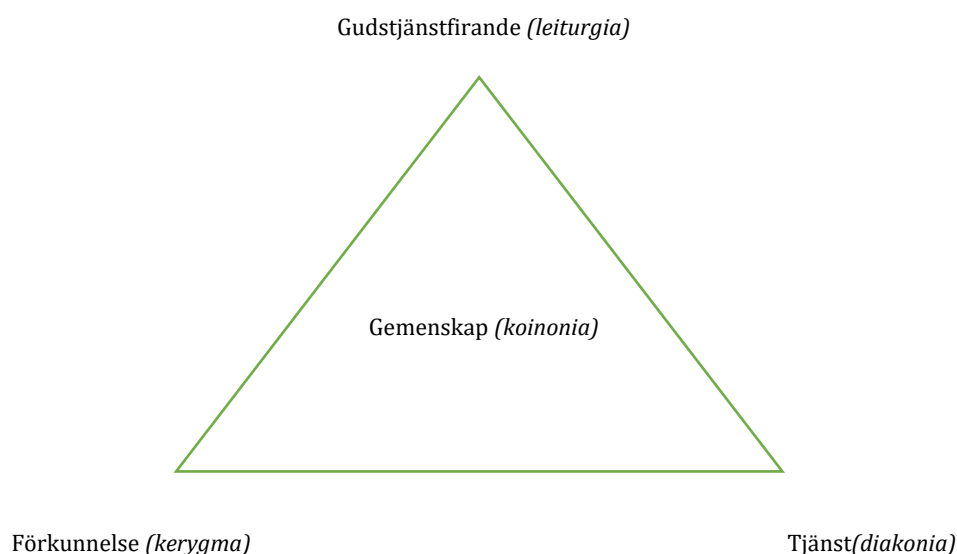 Gudstjänstfirande (leiturgia)
Gemenskap (koinonia)
Förkunnelse (kerygma)
Tjänst(diakonia)